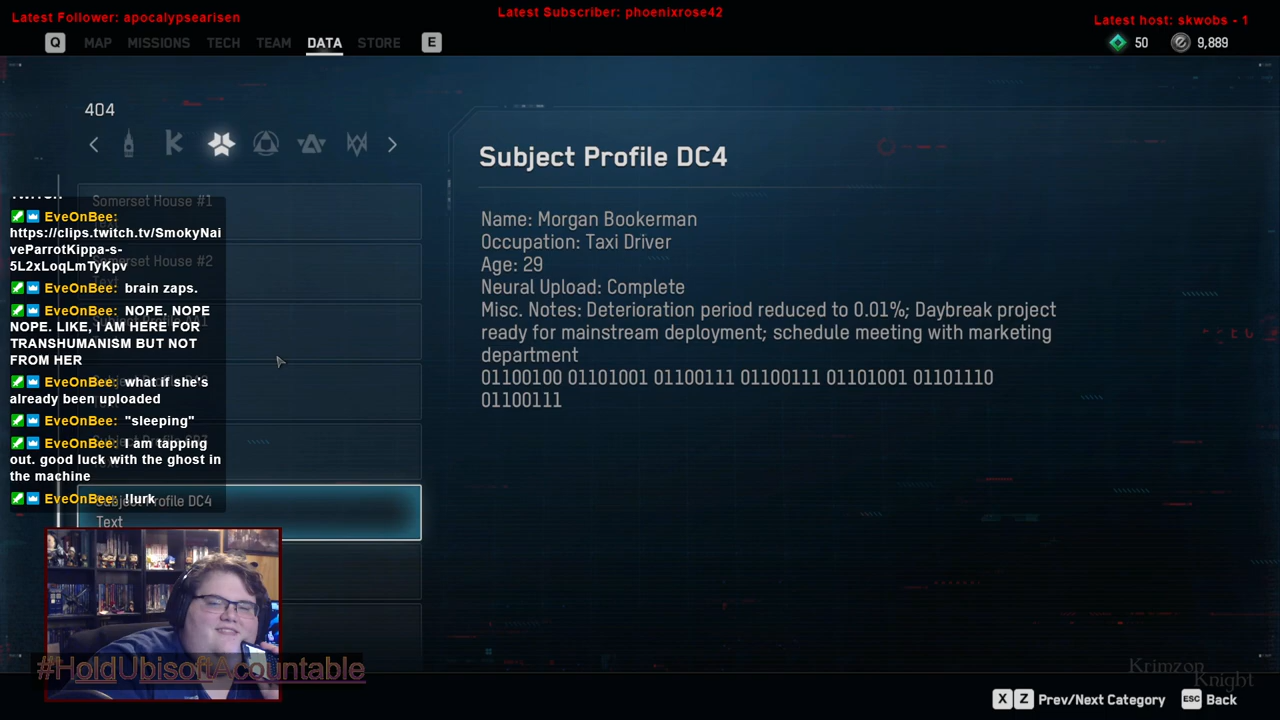 Latest Follower: apocalypsearisen
Latest Subscriber: phoenixrose42
Latest host: skwobs - 1
Q MAP MISSIONS TECH TEAM DATA STORE E
50 9,889
404
Somerset House #1
Somerset House #2
EveOnBee:
https://clips.twitch.tv/SmokyNai
veParrotKippa-s-
5L2xLoqLmTyKpv
EveOnBee: brain zaps.
EveOnBee: NOPE. NOPE
NOPE. LIKE, I AM HERE FOR
TRANSHUMANISM BUT NOT
FROM HER
EveOnBee: what if she's
already been uploaded
EveOnBee: "sleeping"
EveOnBee: I am tapping
out. good luck with the ghost in
the machine
EveOnBee: !lurk
Subject Profile DC4
Text
Subject Profile DC4
Name: Morgan Bookerman
Occupation: Taxi Driver
Age: 29
Neural Upload: Complete
Misc. Notes: Deterioration period reduced to 0.01%; Daybreak project
ready for mainstream deployment; schedule meeting with marketing
department
01100100 01101001 01100111 01100111 01101001 01101110
01100111
#HoldUbisoftAcountable
Krimzon
Knight
X Z Prev/Next Category ESC Back